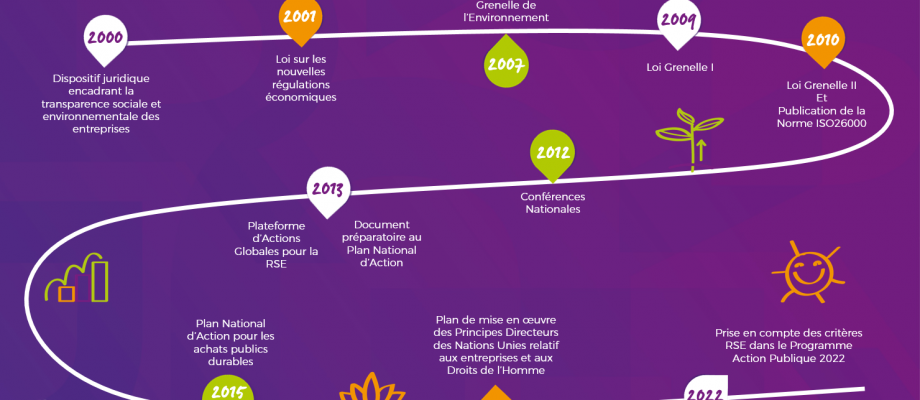 Grenelle de
l'Environnement
2000
2001
2007
2009
2010
Dispositif juridique
encadrant la
transparence sociale et
environnementale des
entreprises
Loi sur les
nouvelles
régulations
économiques
Loi Grenelle I
Loi Grenelle II
Et
Publication de la
Norme ISO26000
2012
Conférences
Nationales
2013
Plateforme
d'Actions
Globales pour la
RSE
Document
préparatoire au
Plan National
d'Action
Plan National
d'Action pour les
achats publics
durables
2015
Plan de mise en œuvre
des Principes Directeurs
des Nations Unies relatif
aux entreprises et aux
Droits de l'Homme
Prise en compte des critères
RSE dans le Programme
Action Publique 2022
2022